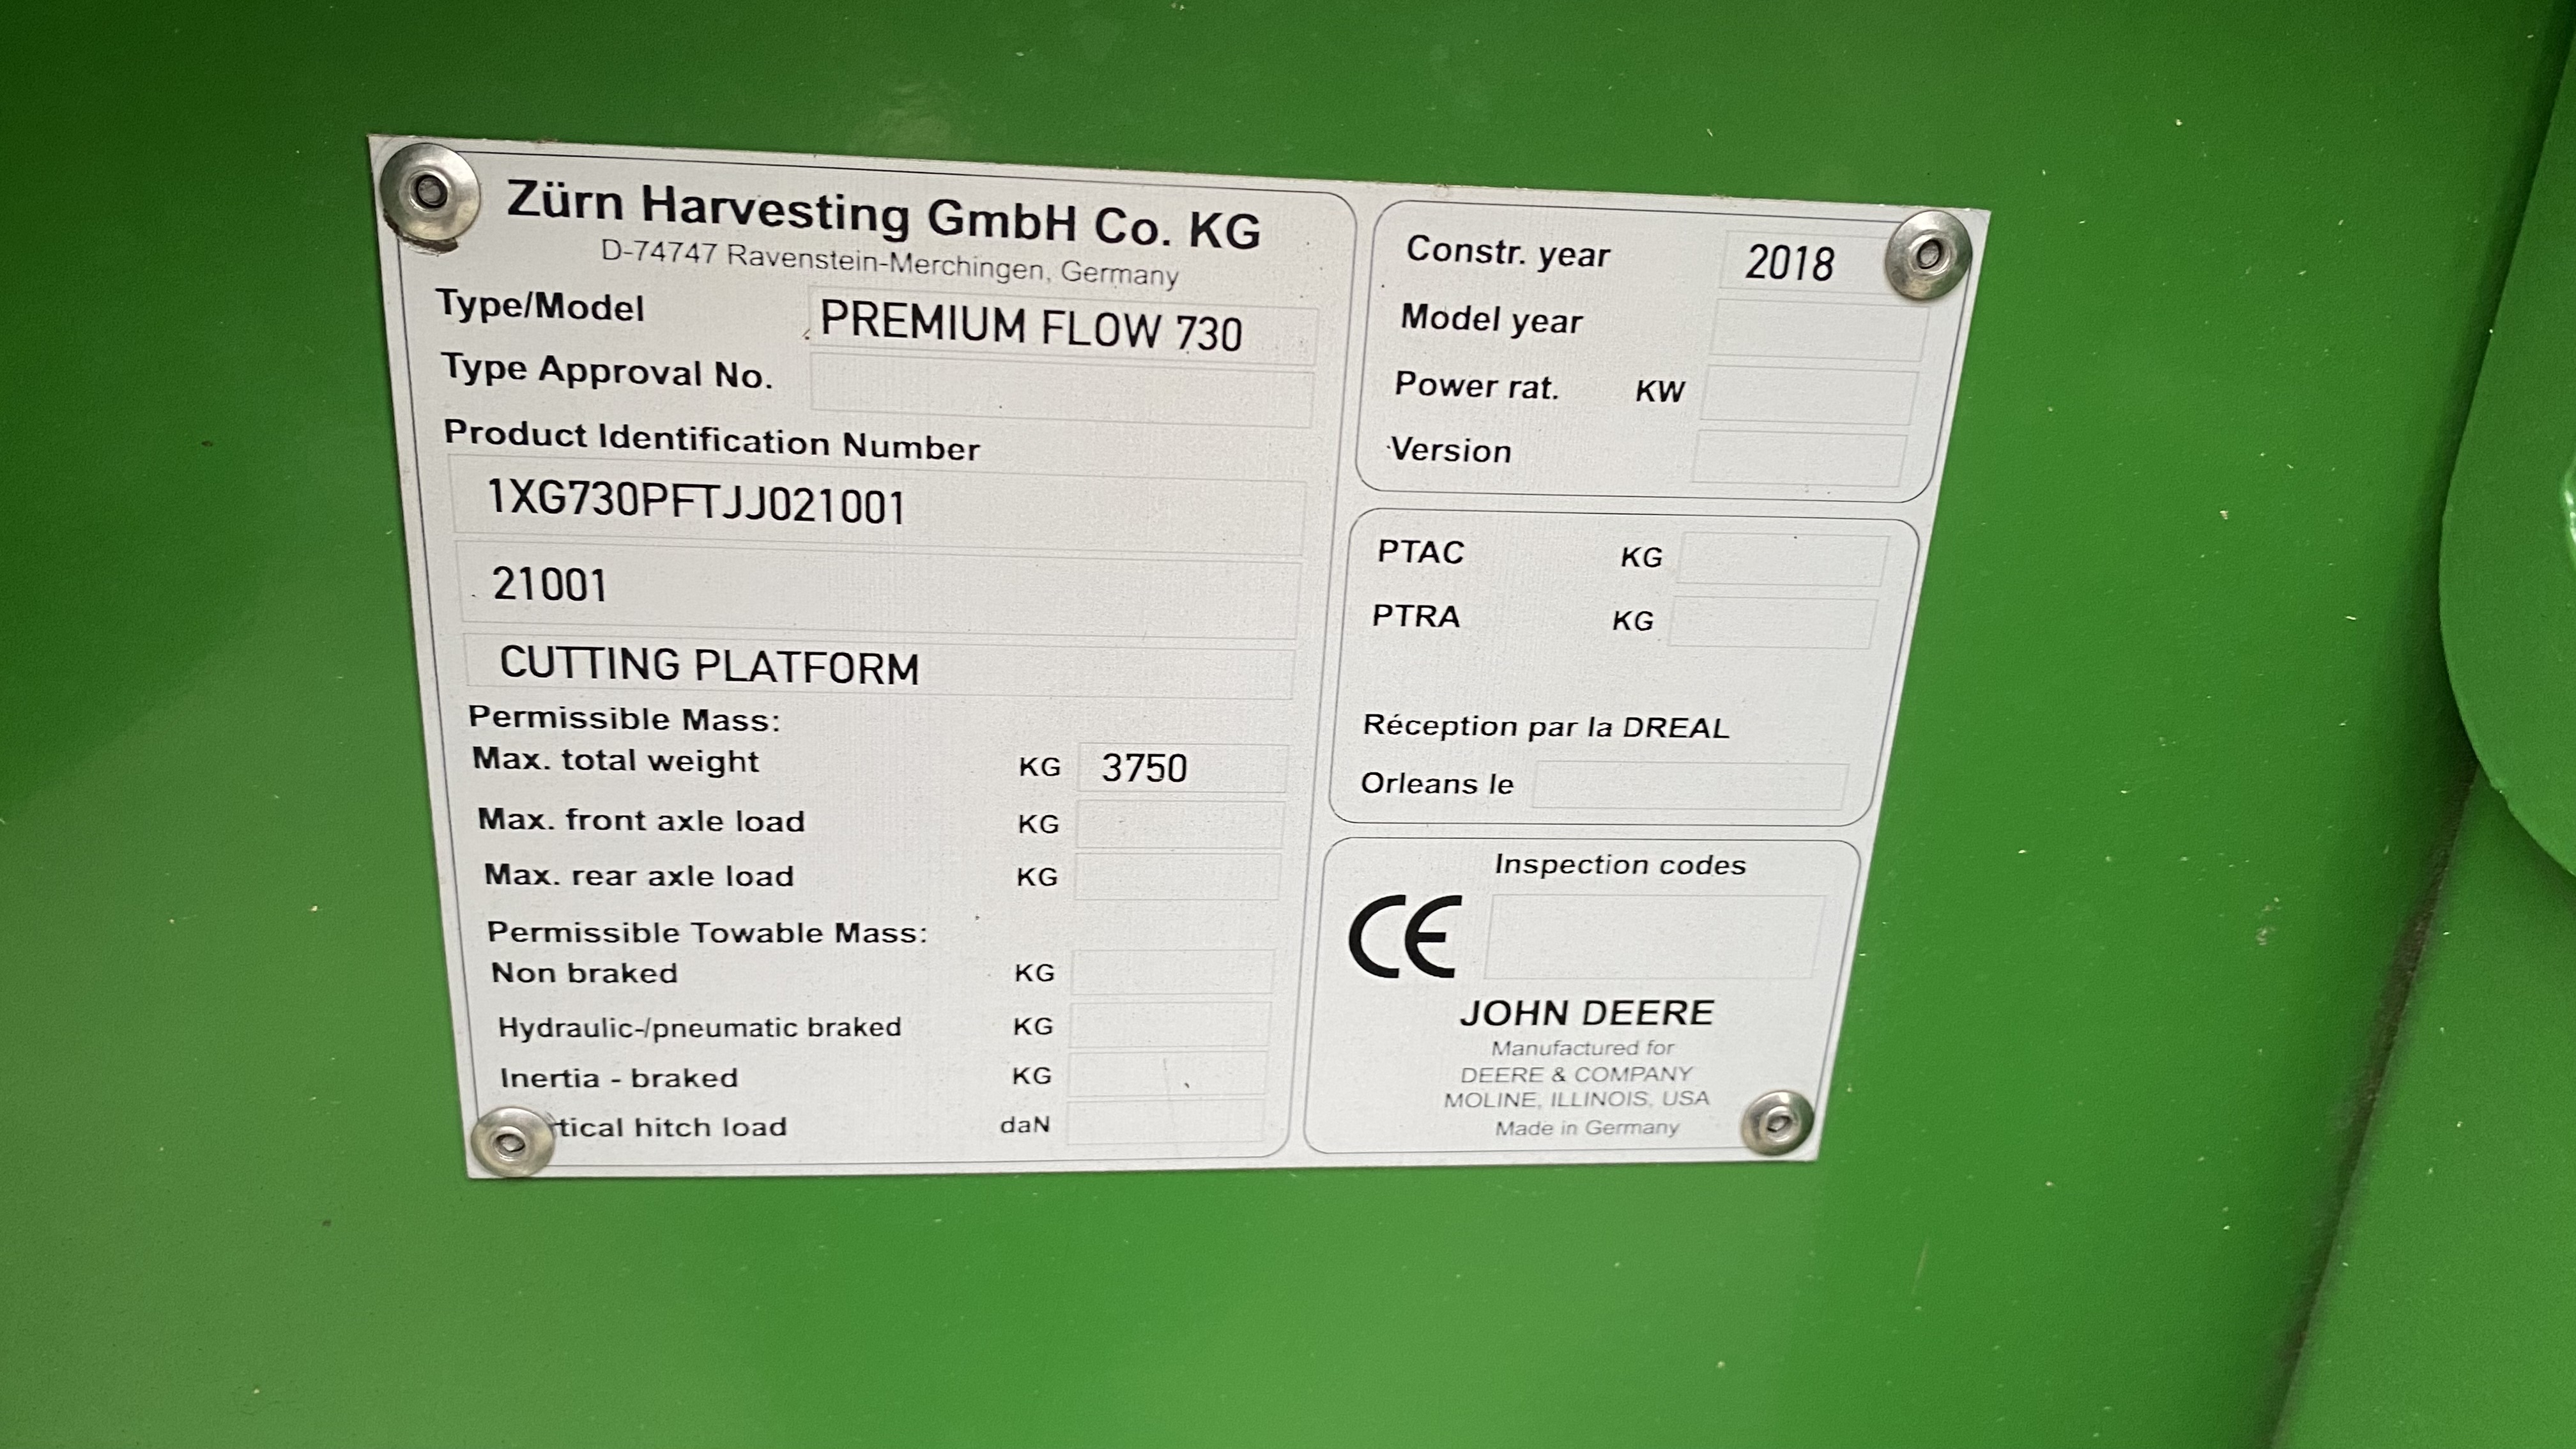 Zürn Harvesting GmbH Co. KG
D-74747 Ravenstein-Merchingen, Germany
Type/Model PREMIUM FLOW 730
Type Approval No.
Product Identification Number
1XG730PFTJJ021001
21001
CUTTING PLATFORM
Permissible Mass:
Max. total weight KG 3750
Max. front axle load KG
Max. rear axle load KG
Permissible Towable Mass:
Non braked KG
Hydraulic-/pneumatic braked KG
Inertia - braked KG
tical hitch load daN
Constr. year 2018
Model year
Power rat. KW
Version
PTAC KG
PTRA KG
Réception par la DREAL
Orleans le
Inspection codes
CE
JOHN DEERE
Manufactured for
DEERE & COMPANY
MOLINE, ILLINOIS, USA
Made in Germany